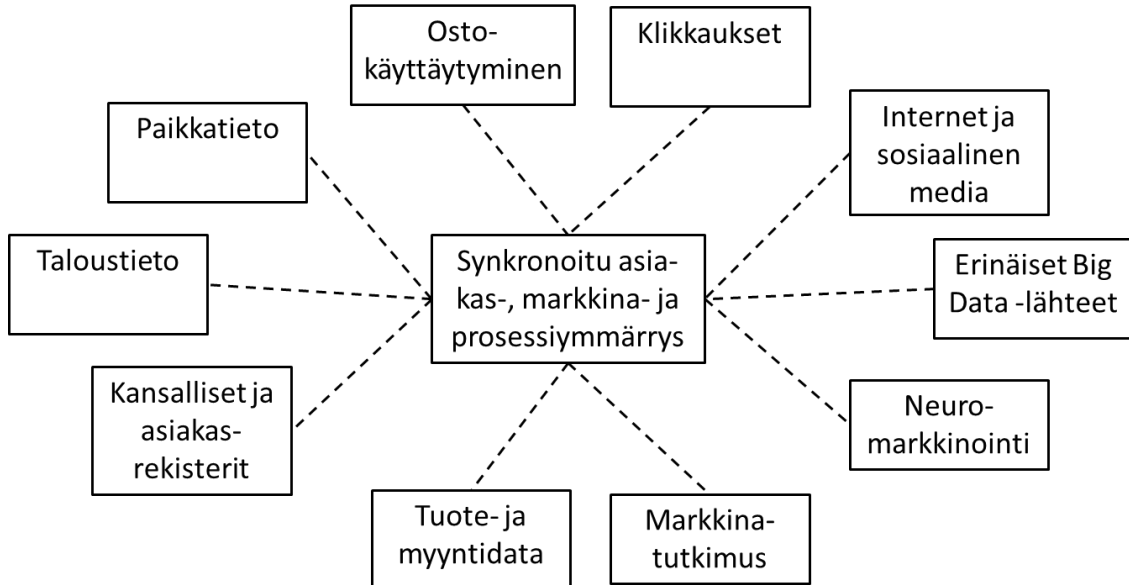 Osto-
käyttäytyminen
Klikkaukset
Paikkatieto
Internet ja
sosiaalinen
media
Taloustieto
Synkronoitu asia-
kas-, markkina- ja
prosessiymmärrys
Erinäiset Big
Data -lähteet
Kansalliset ja
asiakas-
rekisterit
Neuro-
markkinointi
Tuote- ja
myyntidata
Markkina-
tutkimus